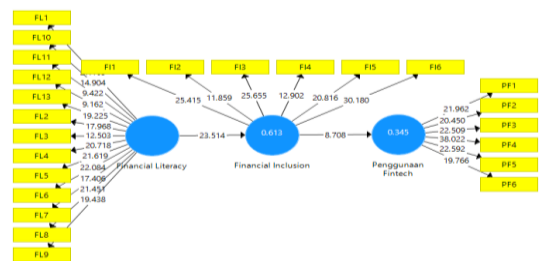 FL1
FL10
FL11
FL12
FL13
FL2
FL3
FL4
FL5
FL6
FL7
FL8
FL9
14.904
9.422
9.162
19.225
17.968
12.503
20.718
21.619
22.084
17.406
21.451
19.438
Financial Literacy
23.514
FI1
FI2
FI3
FI4
FI5
FI6
25.415
11.859
25.655
12.902
20.816
30.180
0.613
Financial Inclusion
8.708
0.345
Penggunaan
Fintech
21.962
20.450
22.509
38.022
22.592
19.766
PF1
PF2
PF3
PF4
PF5
PF6